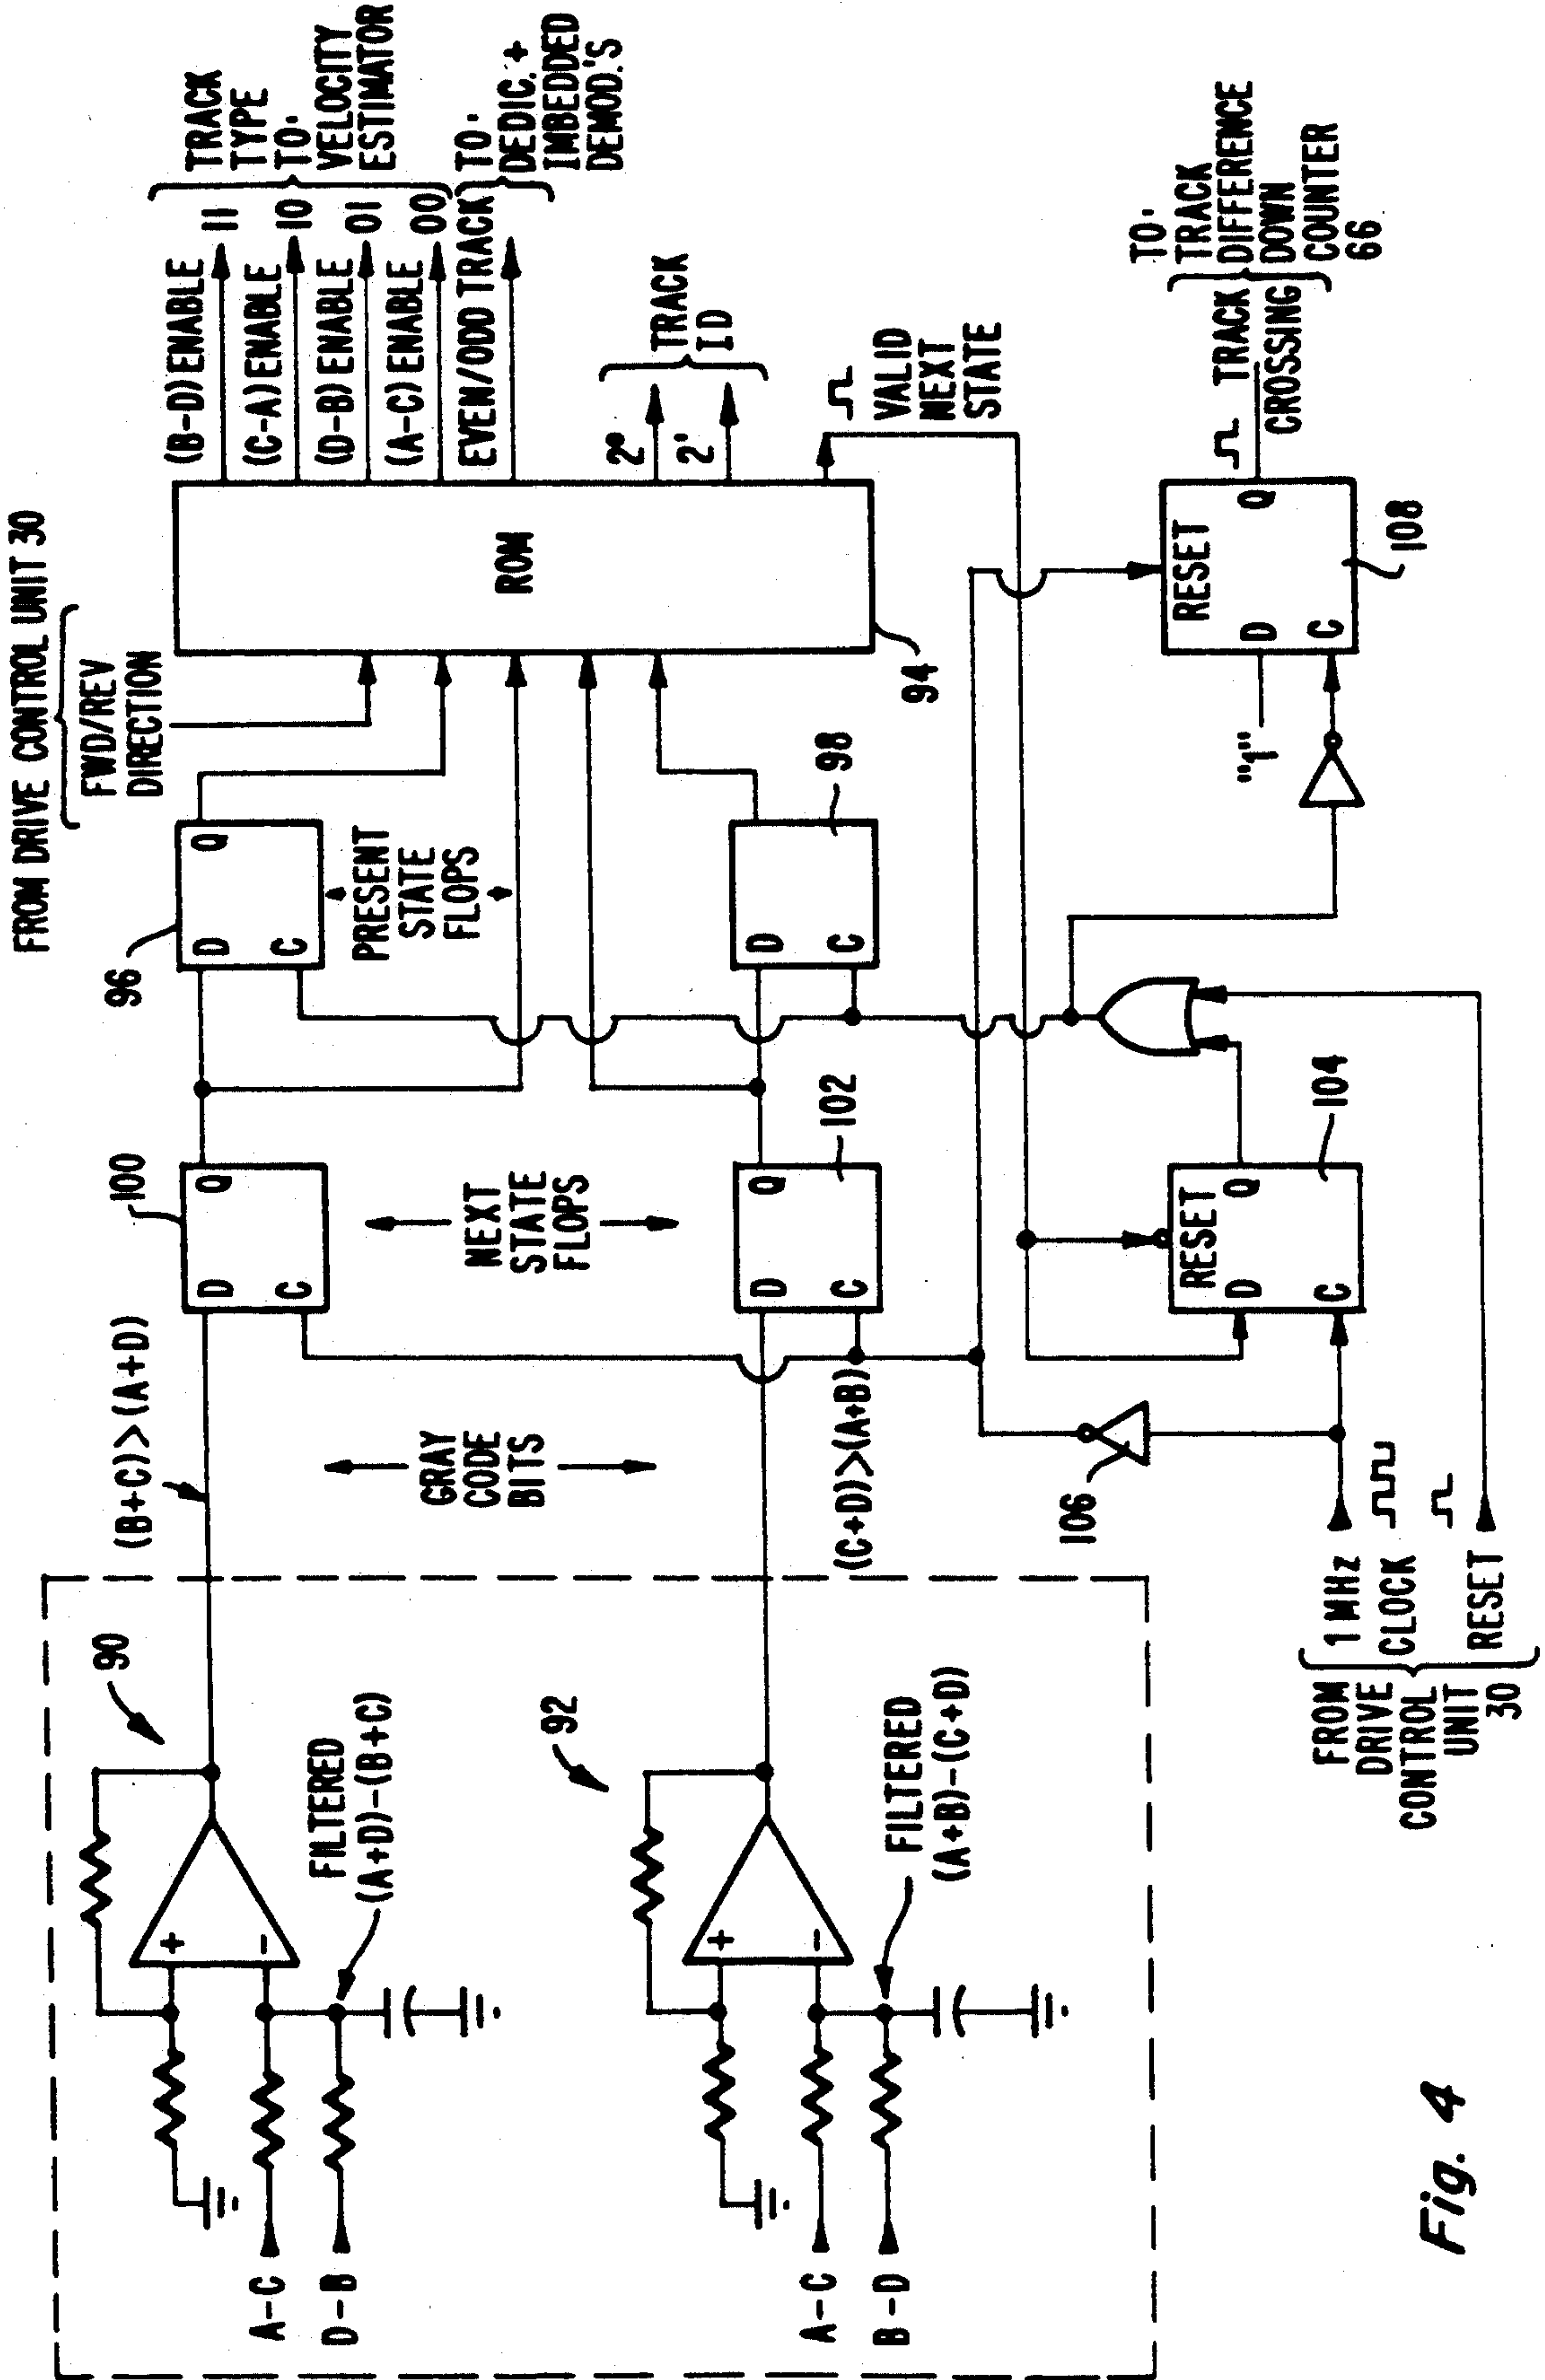 FROM DRIVE CONTROL UNIT 30
FWD/REV
DIRECTION
90
(B+C)>(A+D)
100
D
Q
C
96
D
Q
C
(B-D) ENABLE
11
(C-A) ENABLE
10
(D-B) ENABLE
01
(A-C) ENABLE
00
EVEN/ODD TRACK
TRACK
TYPE
TO:
VELOCITY
ESTIMATOR
TO:
DEDIC. +
IMBEDDED
DEMOD.'S
+
-
A-C
D-B
FILTERED
(A+D)-(B+C)
GRAY
CODE
BITS
NEXT
STATE
FLOPS
PRESENT
STATE
FLOPS
ROM
94
2⁰
2'
TRACK
ID
VALID
NEXT
STATE
92
+
-
A-C
B-D
FILTERED
(A+B)-(C+D)
(C+D)>(A+B)
D
Q
C
102
D
C
98
106
FROM
DRIVE
CONTROL
UNIT
30
1 MHz
CLOCK
RESET
RESET
D
Q
C
104
"1"
RESET
D
Q
C
108
TRACK
CROSSING
TO:
TRACK
DIFFERENCE
DOWN
COUNTER
66
Fig. 4